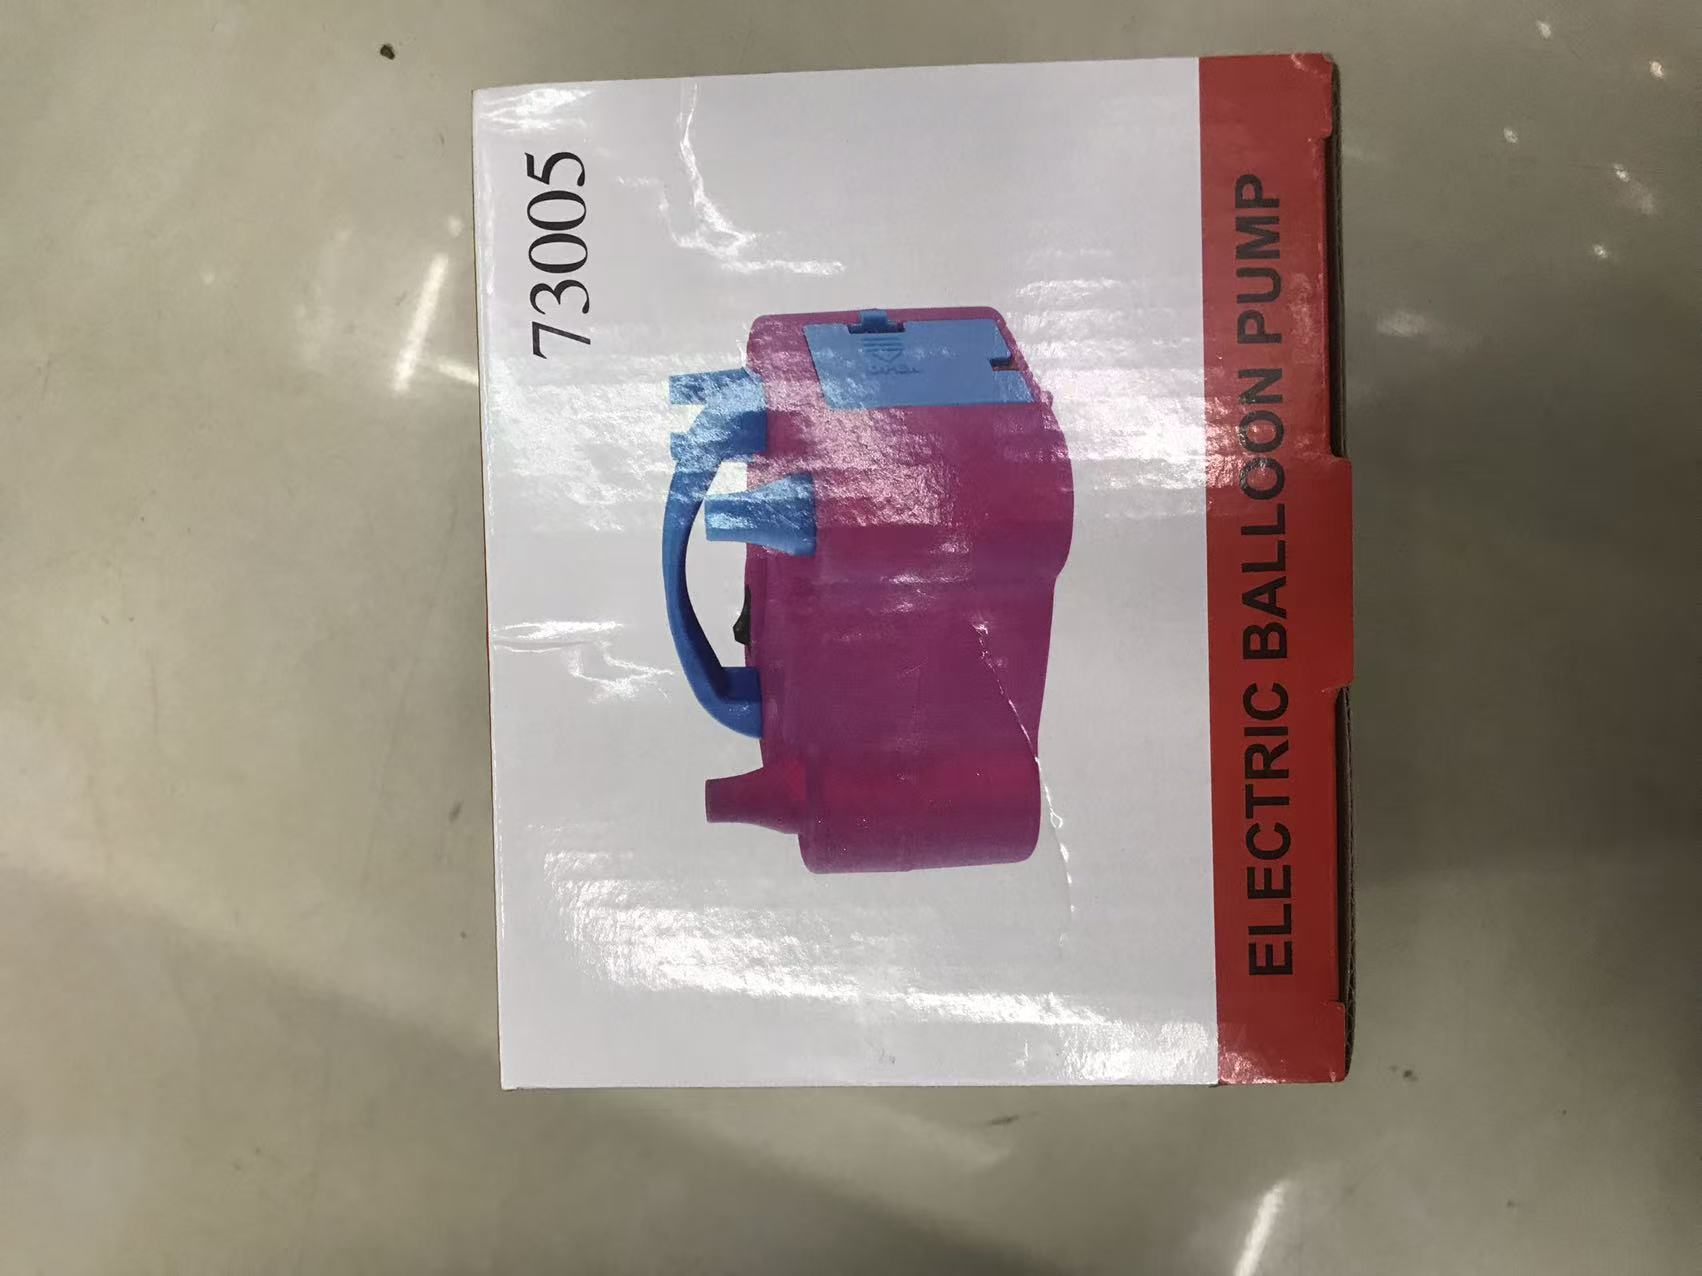 73005
ELECTRIC BALLOON PUMP